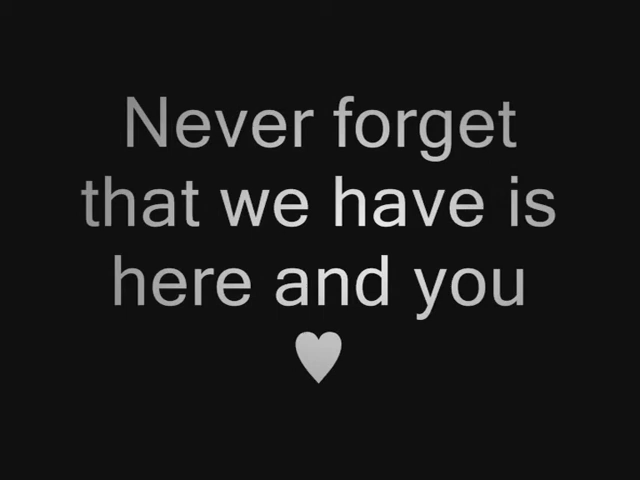 Never forget
that we have is
here and you
♥